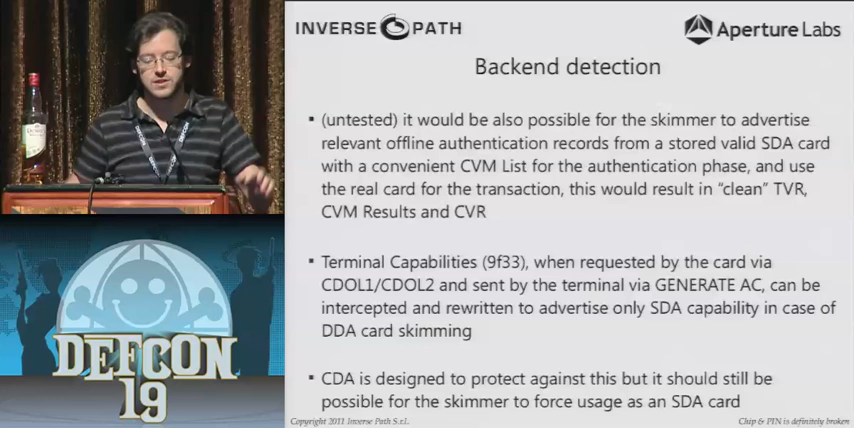 INVERSE PATH
Aperture Labs
Backend detection
▪ (untested) it would be also possible for the skimmer to advertise
relevant offline authentication records from a stored valid SDA card
with a convenient CVM List for the authentication phase, and use
the real card for the transaction, this would result in "clean" TVR,
CVM Results and CVR
▪ Terminal Capabilities (9f33), when requested by the card via
CDOL1/CDOL2 and sent by the terminal via GENERATE AC, can be
intercepted and rewritten to advertise only SDA capability in case of
DDA card skimming
▪ CDA is designed to protect against this but it should still be
possible for the skimmer to force usage as an SDA card
Copyright 2011 Inverse Path S.r.l.
Chip & PIN is definitely broken
DEFCON
19